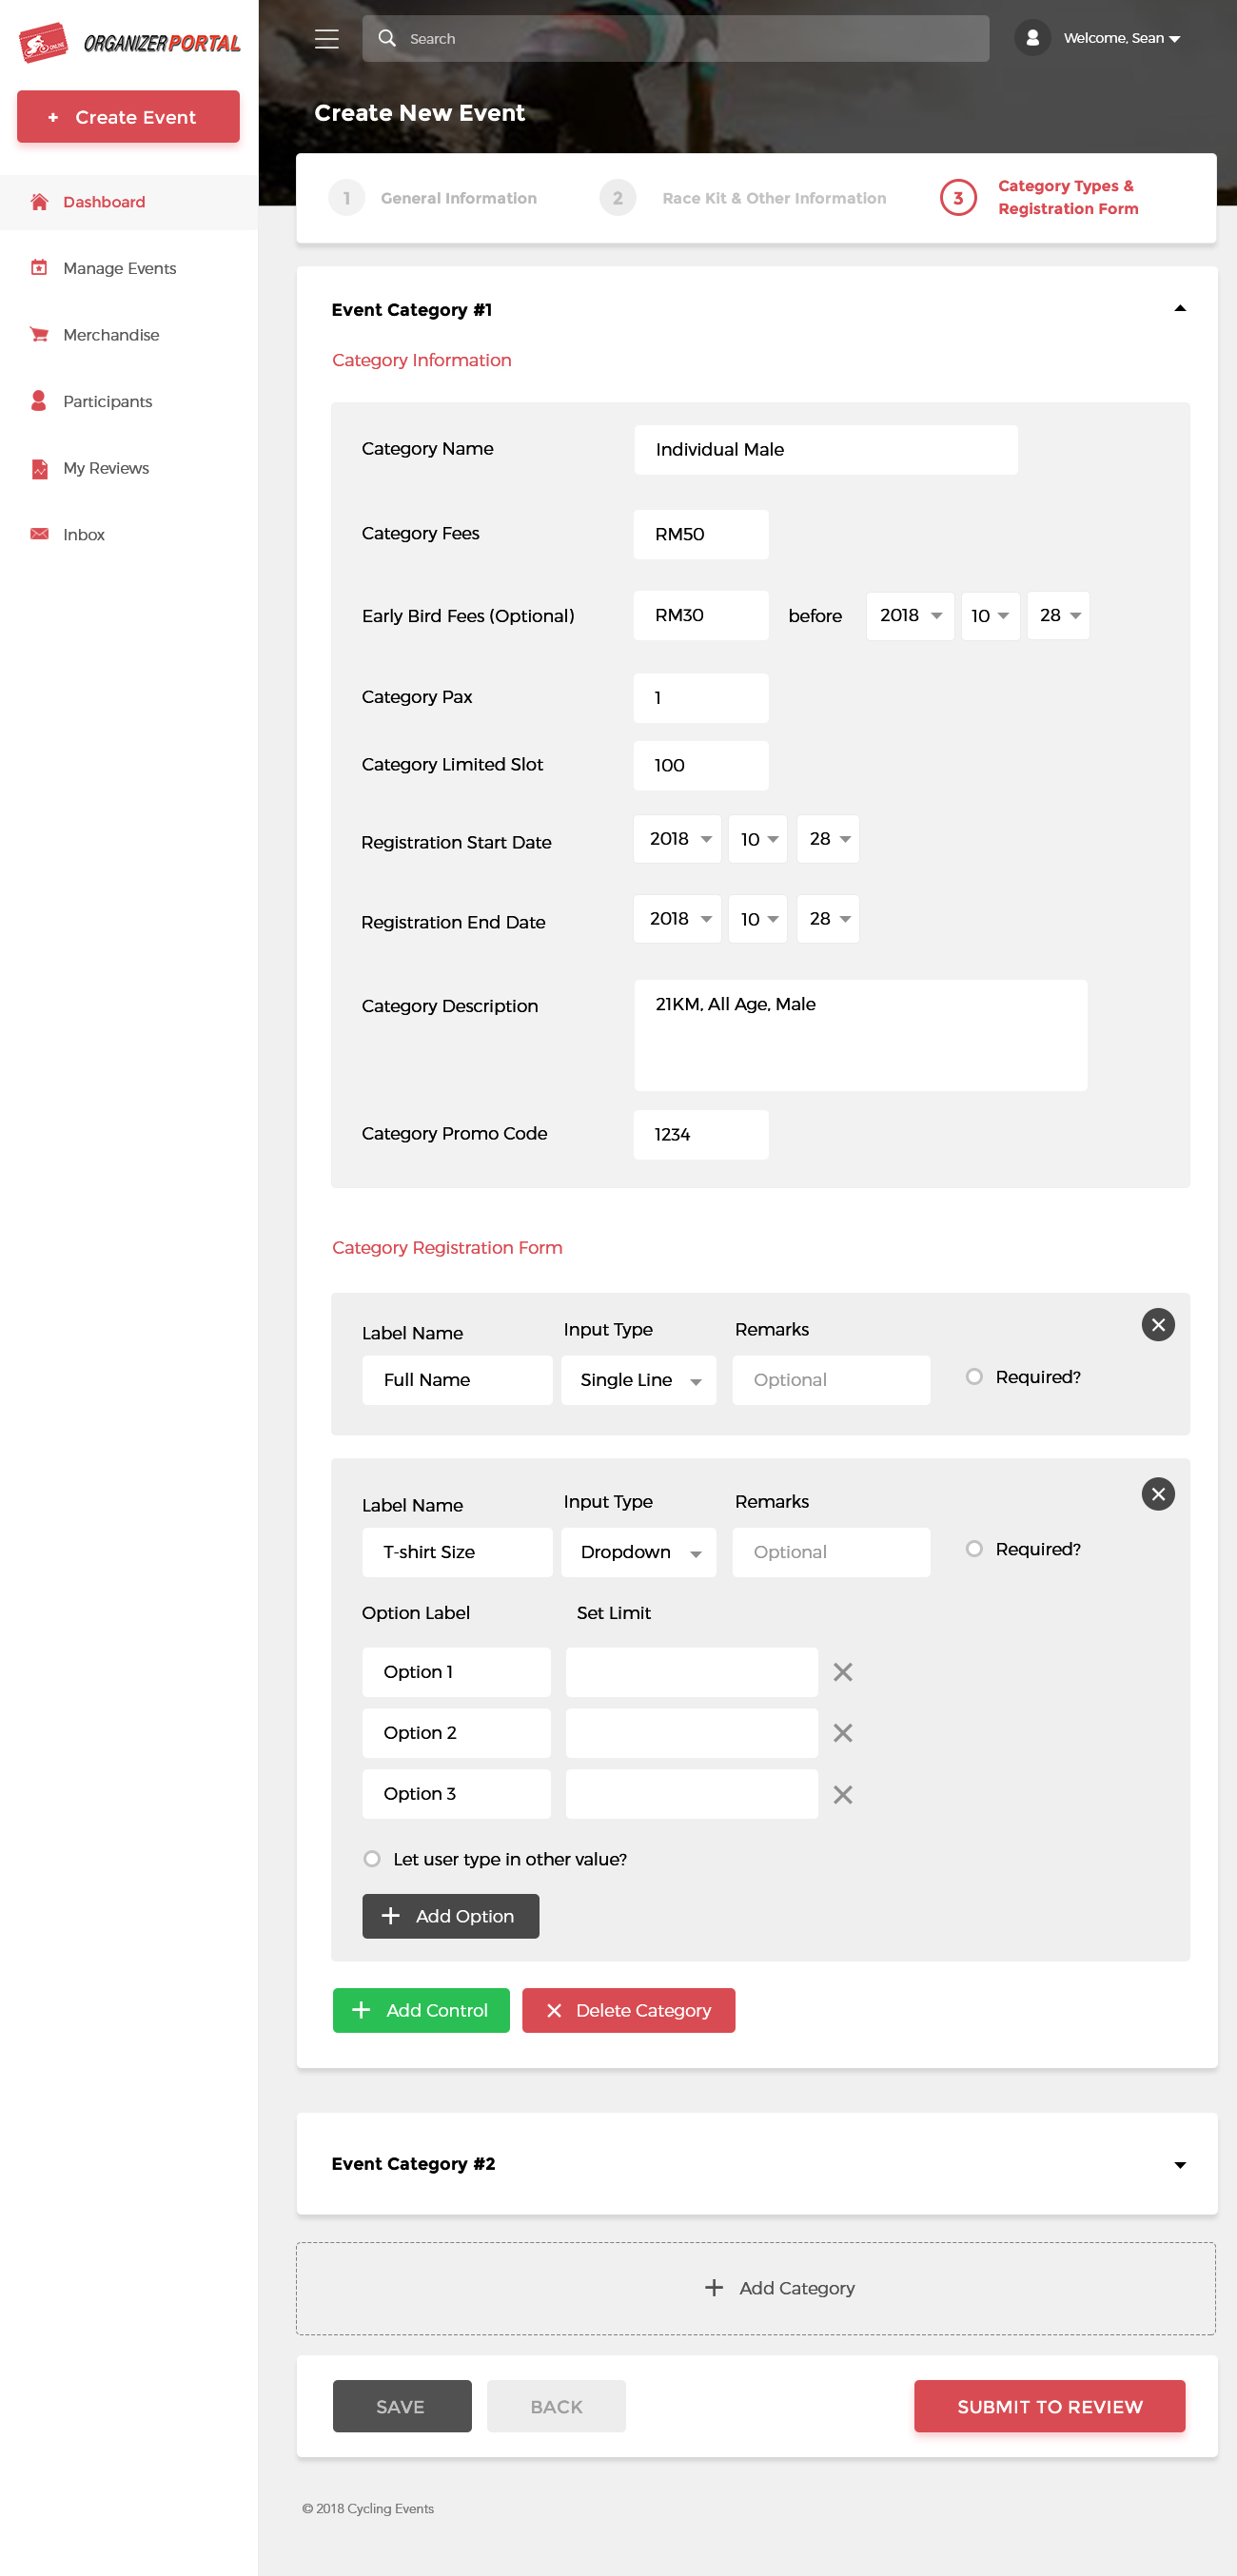 ONLINE
ORGANIZERPORTAL
+ Create Event
Dashboard
Manage Events
Merchandise
Participants
My Reviews
Inbox
Search
Welcome, Sean
Create New Event
1 General Information
2 Race Kit & Other Information
3 Category Types &
Registration Form
Event Category #1
Category Information
Category Name Individual Male
Category Fees RM50
Early Bird Fees (Optional) RM30 before 2018 10 28
Category Pax 1
Category Limited Slot 100
Registration Start Date 2018 10 28
Registration End Date 2018 10 28
Category Description 21KM, All Age, Male
Category Promo Code 1234
Category Registration Form
Label Name Input Type Remarks
Full Name Single Line Optional Required?
Label Name Input Type Remarks
T-shirt Size Dropdown Optional Required?
Option Label Set Limit
Option 1
Option 2
Option 3
Let user type in other value?
+ Add Option
+ Add Control × Delete Category
Event Category #2
+ Add Category
SAVE BACK SUBMIT TO REVIEW
© 2018 Cycling Events